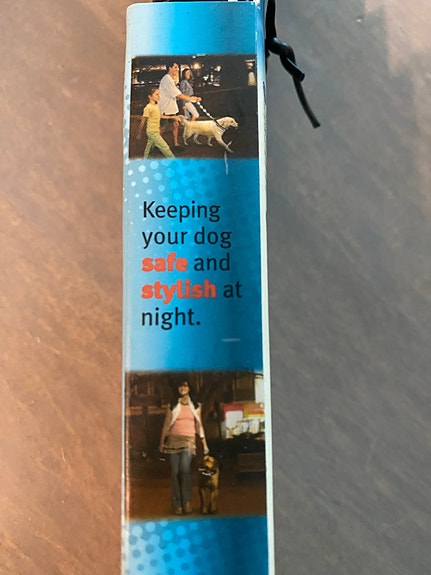 Keeping
your dog
safe and
stylish at
night.